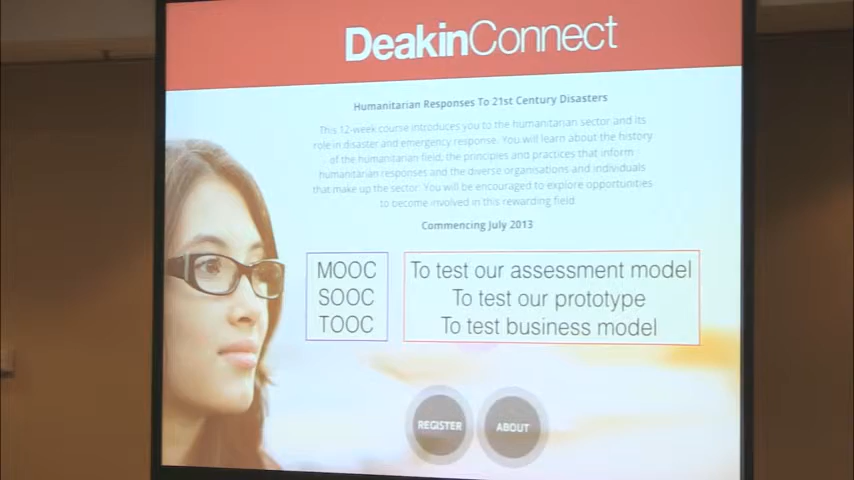 DeakinConnect
Humanitarian Responses To 21st Century Disasters
This 12-week course introduces you to the humanitarian sector and its
role in disaster and emergency response. You will learn about the history
of the humanitarian field, the principles and practices that inform
humanitarian responses and the diverse organisations and individuals
that make up the sector. You will be encouraged to explore opportunities
to become involved in this rewarding field
Commencing July 2013
MOOC
SOOC
TOOC
To test our assessment model
To test our prototype
To test business model
REGISTER
ABOUT